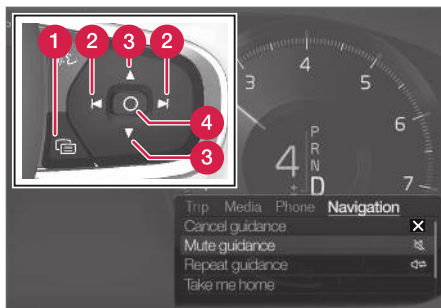 1
2
3
2
4
3
3
4
5
6
7
4
P
R
N
D
±
Trip Media Phone Navigation
Cancel guidance
Mute guidance
Repeat guidance
Take me home